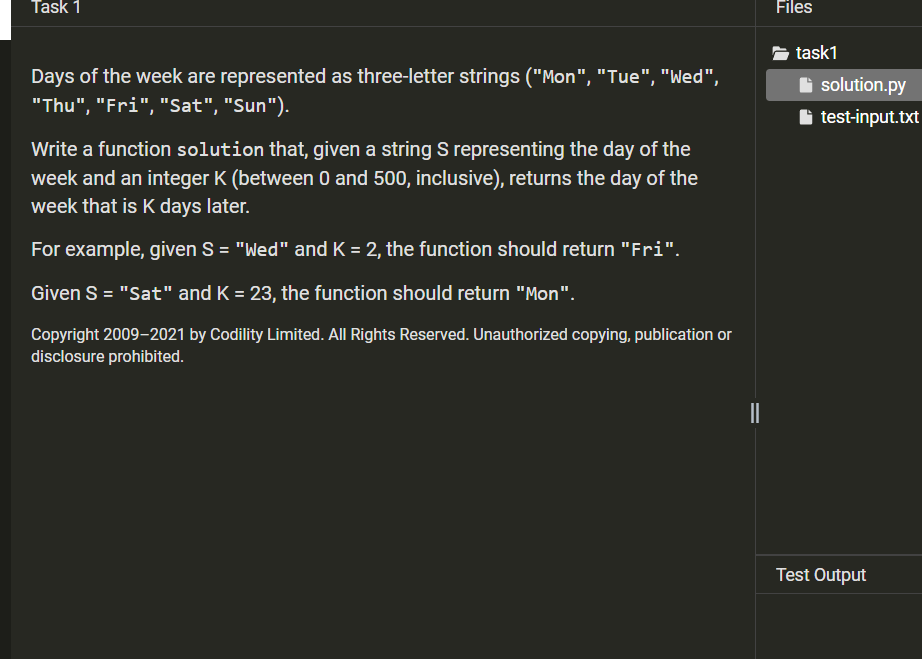 Task 1
Files
Days of the week are represented as three-letter strings ("Mon", "Tue", "Wed",
"Thu", "Fri", "Sat", "Sun").
Write a function solution that, given a string S representing the day of the
week and an integer K (between 0 and 500, inclusive), returns the day of the
week that is K days later.
For example, given S = "Wed" and K = 2, the function should return "Fri".
Given S = "Sat" and K = 23, the function should return "Mon".
Copyright 2009–2021 by Codility Limited. All Rights Reserved. Unauthorized copying, publication or
disclosure prohibited.
task1
solution.py
test-input.txt
Test Output